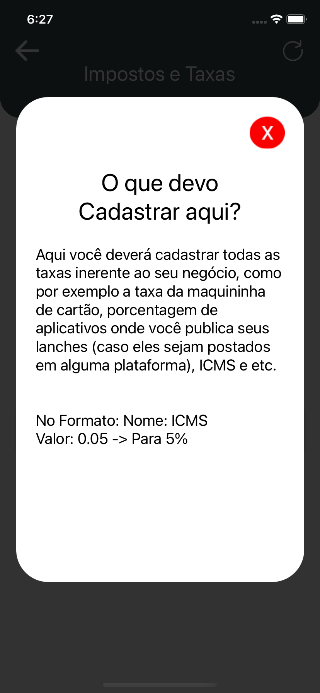 6:27
Impostos e Taxas
X
O que devo
Cadastrar aqui?
Aqui você deverá cadastrar todas as
taxas inerente ao seu negócio, como
por exemplo a taxa da maquininha
de cartão, porcentagem de
aplicativos onde você publica seus
lanches (caso eles sejam postados
em alguma plataforma), ICMS e etc.
No Formato: Nome: ICMS
Valor: 0.05 -> Para 5%